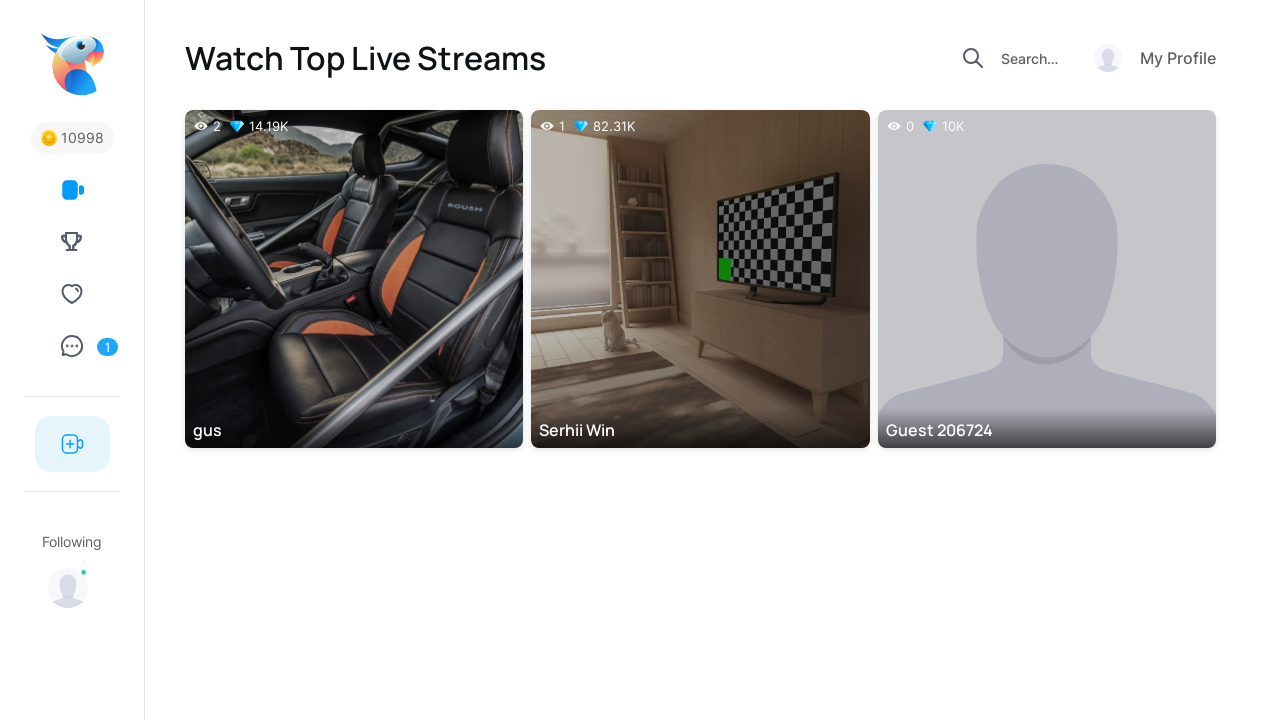 Watch Top Live Streams
Search...
My Profile
10998
1
Following
2 14.19K
ROUSH
ROUSH
gus
1 82.31K
Serhii Win
0 10K
Guest 206724